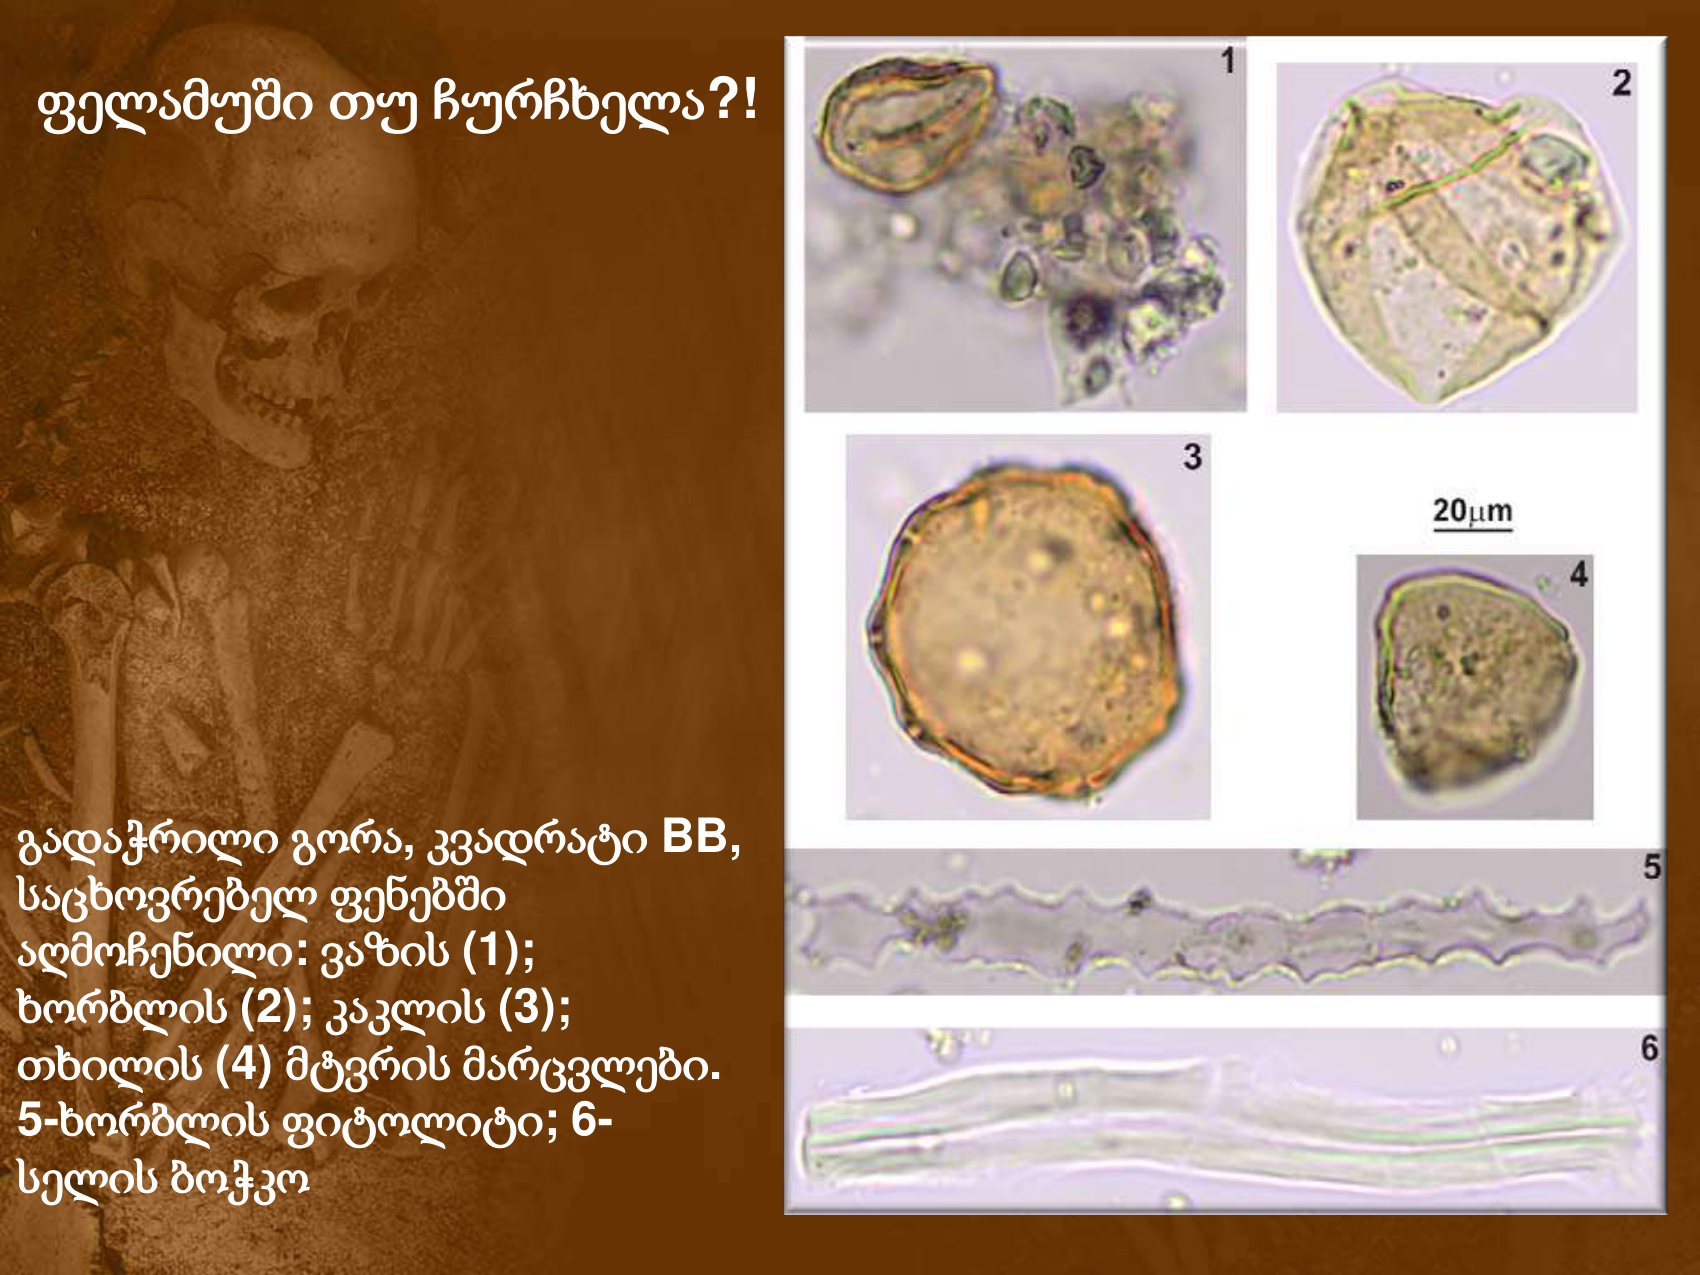 ფელამუში თუ ჩურჩხელა?!
1
2
3
20μm
4
5
6
გადაჭრილი გორა, კვადრატი BB,
საცხოვრებელ ფენებში
აღმოჩენილი: ვაზის (1);
ხორბლის (2); კაკლის (3);
თხილის (4) მტვრის მარცვლები.
5-ხორბლის ფიტოლიტი; 6-
სელის ბოჭკო